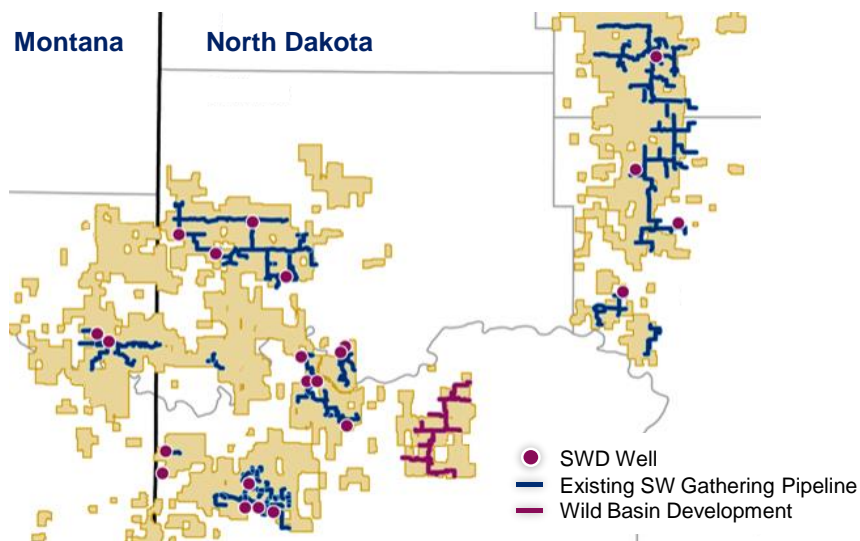 Montana
North Dakota
SWD Well
Existing SW Gathering Pipeline
Wild Basin Development